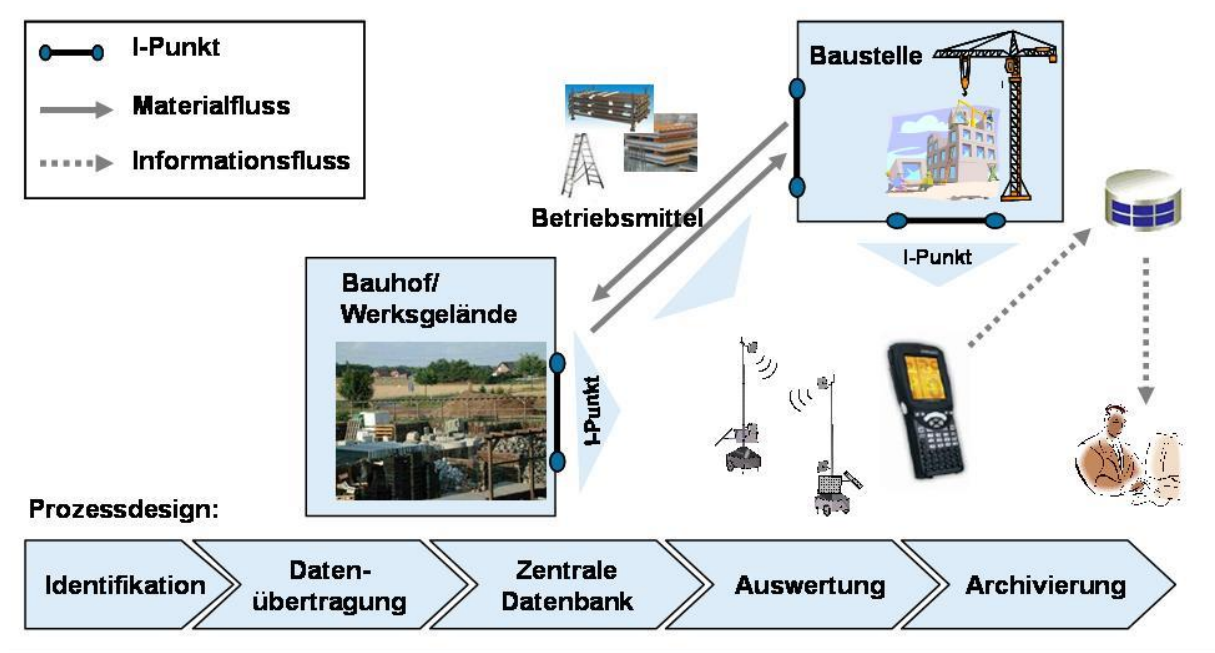 I-Punkt
Materialfluss
Informationsfluss
Baustelle
Betriebsmittel
I-Punkt
Bauhof/
Werksgelände
I-Punkt
Prozessdesign:
Identifikation
Daten-
übertragung
Zentrale
Datenbank
Auswertung
Archivierung